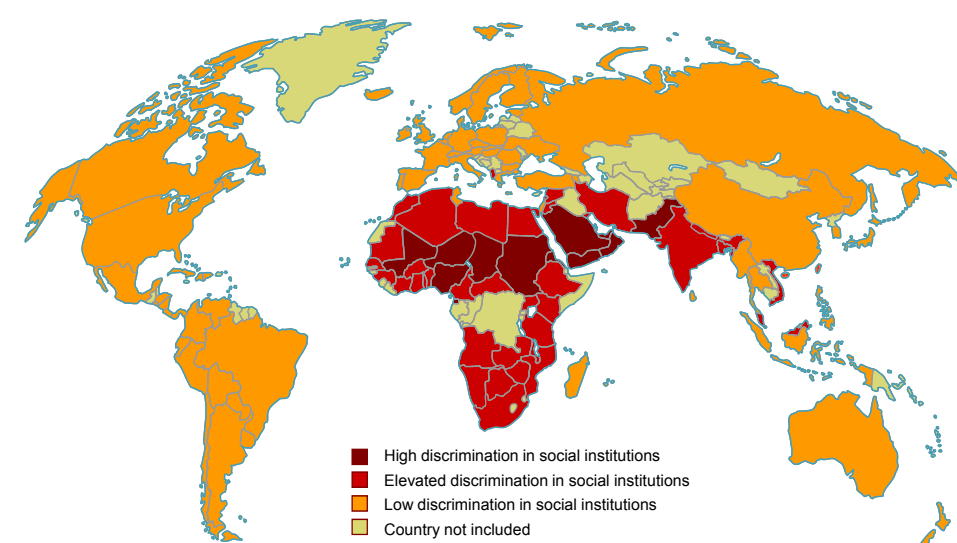 High discrimination in social institutions
Elevated discrimination in social institutions
Low discrimination in social institutions
Country not included